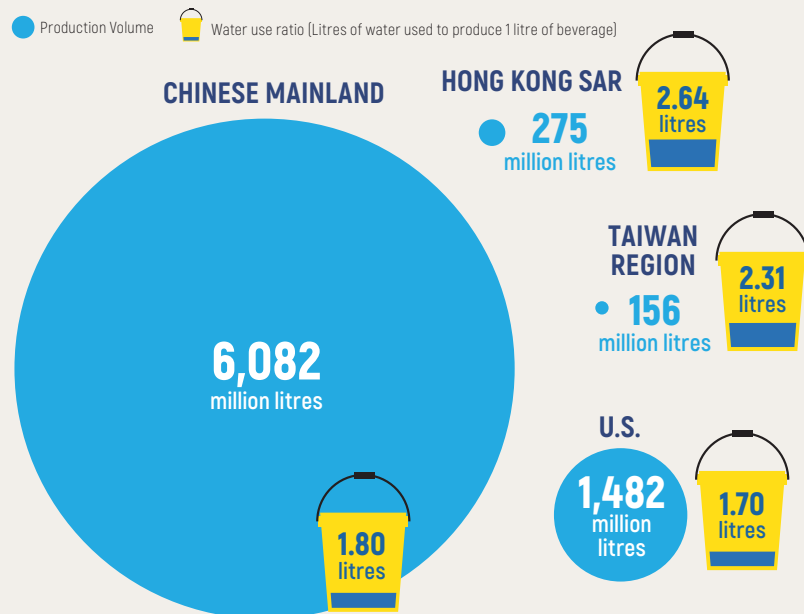 Production Volume
Water use ratio (Litres of water used to produce 1 litre of beverage)
CHINESE MAINLAND
6,082
million litres
1.80
litres
HONG KONG SAR
275
million litres
2.64
litres
TAIWAN
REGION
156
million litres
2.31
litres
U.S.
1,482
million
litres
1.70
litres